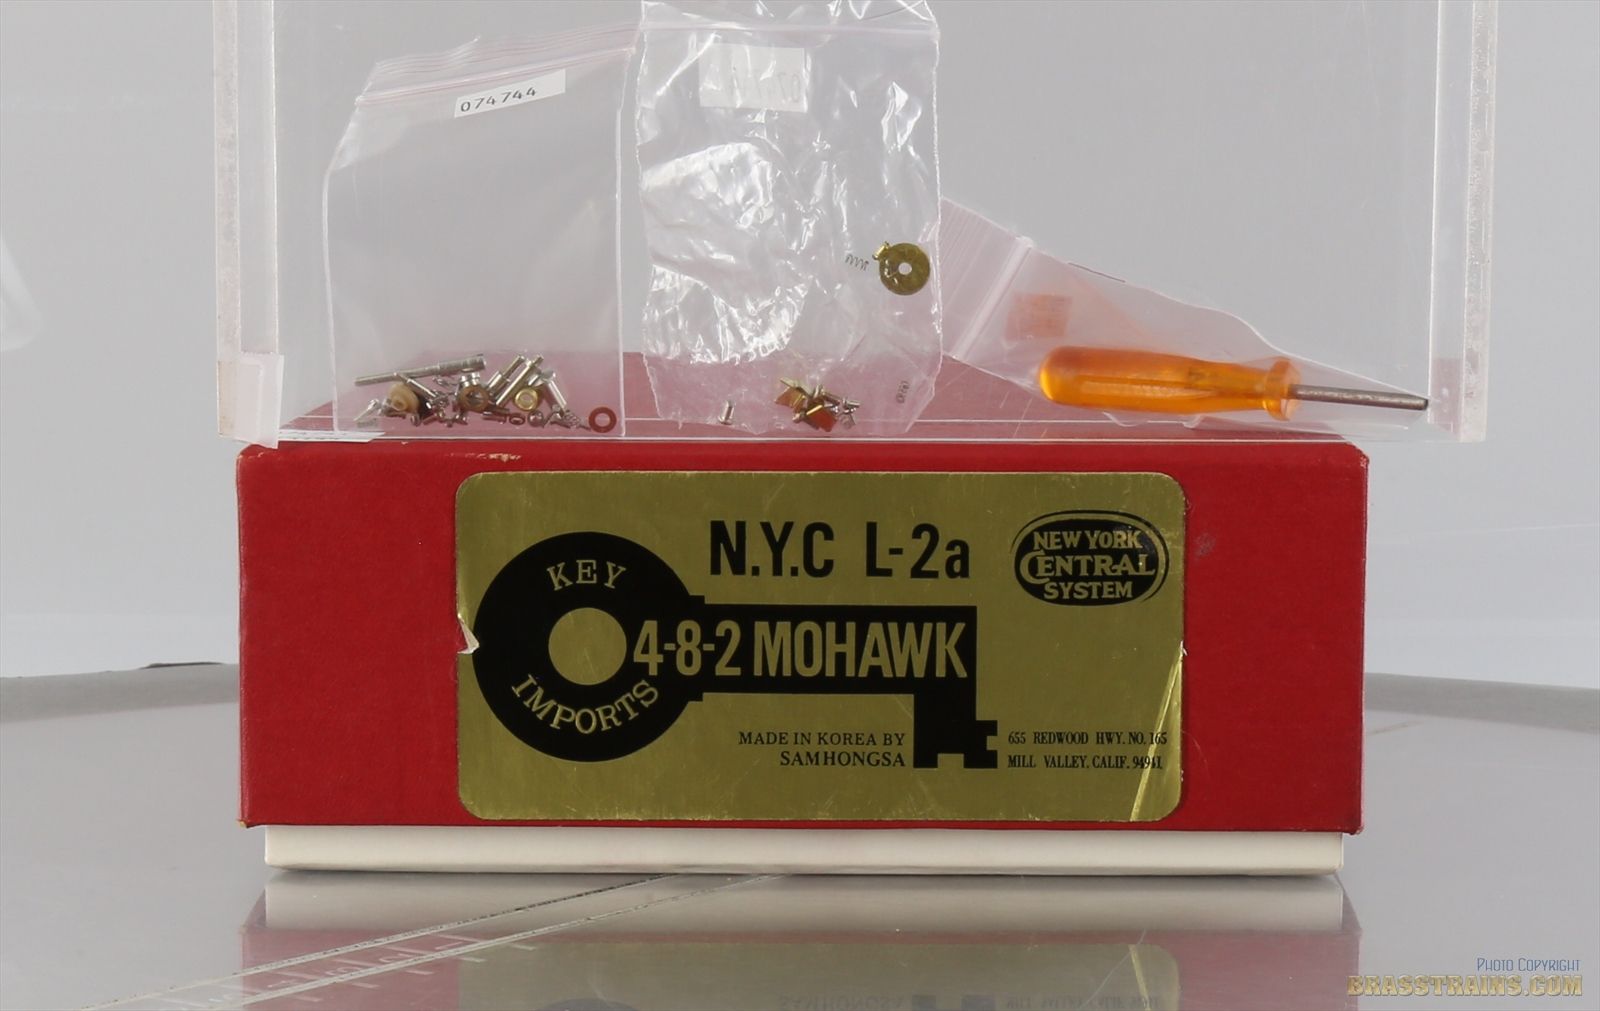 074744
N.Y.C L-2a
NEW YORK
CENTRAL
SYSTEM
KEY
IMPORTS
4-8-2 MOHAWK
MADE IN KOREA BY
SAMHONGSA
655 REDWOOD HWY. NO. 165
MILL VALLEY, CALIF. 94941
PHOTO COPYRIGHT
BRASSTRAINS.COM